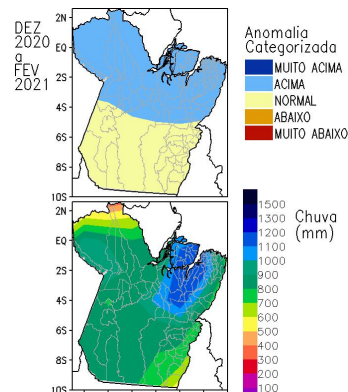 DEZ
2020
a
FEV
2021
2N
EQ
2S
4S
6S
8S
10S
Anomalia
Categorizada
MUITO ACIMA
ACIMA
NORMAL
ABAIXO
MUITO ABAIXO
2N
EQ
2S
4S
6S
8S
10S
Chuva
(mm)
1500
1300
1200
1100
1000
900
800
700
600
500
400
300
200
100